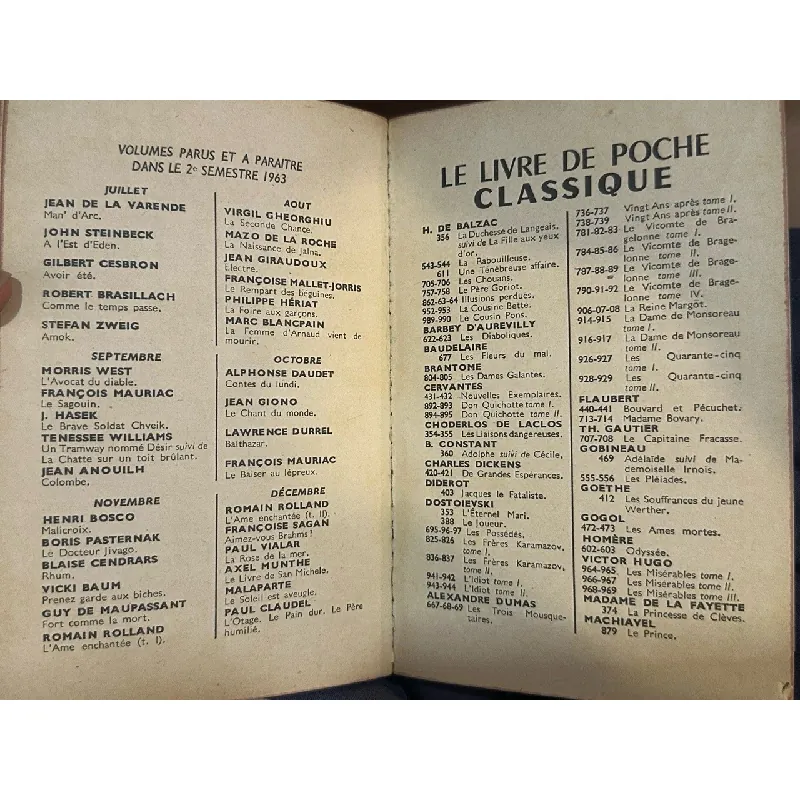 VOLUMES PARUS ET A PARAITRE
DANS LE 2e SEMESTRE 1963
JUILLET
JEAN DE LA VARENDE
Man' d'Arc.
JOHN STEINBECK
A l'Est d'Eden.
GILBERT CESBRON
Avoir été.
ROBERT BRASILLACH
Comme le temps passe.
STEFAN ZWEIG
Amok.
AOUT
VIRGIL GHEORGHIU
La Seconde Chance.
MAZO DE LA ROCHE
La Naissance de Jalna.
JEAN GIRAUDOUX
Electre.
FRANÇOISE MALLET-JORRIS
Le Rempart des béguines.
PHILIPPE HÉRIAT
La Foire aux garçons.
MARC BLANCPAIN
La Femme d'Arnaud vient de
mourir.
SEPTEMBRE
MORRIS WEST
L'Avocat du diable.
FRANÇOIS MAURIAC
Le Sagouin.
J. HASEK
Le Brave Soldat Chveik.
TENESSEE WILLIAMS
Un Tramway nommé Désir suivi de
La Chatte sur un toit brûlant.
JEAN ANOUILH
Colombe.
OCTOBRE
ALPHONSE DAUDET
Contes du lundi.
JEAN GIONO
Le Chant du monde.
LAWRENCE DURREL
Balthazar.
FRANÇOIS MAURIAC
Le Baiser au lépreux.
NOVEMBRE
HENRI BOSCO
Malicroix.
BORIS PASTERNAK
Le Docteur Jivago.
BLAISE CENDRARS
Rhum.
VICKI BAUM
Prenez garde aux biches.
GUY DE MAUPASSANT
Fort comme la mort.
ROMAIN ROLLAND
L'Ame enchantée (t. I).
DÉCEMBRE
ROMAIN ROLLAND
L'Ame enchantée (t. II).
FRANÇOISE SAGAN
Aimez-vous Brahms!
PAUL VIALAR
La Rose de la mer.
AXEL MUNTHE
Le Livre de San Michele.
MALAPARTE
Le Soleil est aveugle.
PAUL CLAUDEL
L'Otage. Le Pain dur. Le Père
humilié.
LE LIVRE DE POCHE
CLASSIQUE
H. DE BALZAC
356 La Duchesse de Langeais,
suivi de La Fille aux yeux
d'or.
543-544 La Rabouilleuse.
611 Une Ténébreuse affaire.
705-706 Les Chouans.
757-758 Le Père Goriot.
862-63-64 Illusions perdues.
952-953 La Cousine Bette.
989-990 Le Cousin Pons.
BARBEY D'AUREVILLY
622-623 Les Diaboliques.
BAUDELAIRE
677 Les Fleurs du mal.
BRANTOME
804-805 Les Dames Galantes.
CERVANTES
431-432 Nouvelles Exemplaires.
892-893 Don Quichotte tome I.
894-895 Don Quichotte tome II.
CHODERLOS DE LACLOS
354-355 Les Liaisons dangereuses.
B. CONSTANT
360 Adolphe suivi de Cécile.
CHARLES DICKENS
420-421 De Grandes Espérances.
DIDEROT
403 Jacques le Fataliste.
DOSTOIEVSKI
353 L'Éternel Mari.
388 Le Joueur.
695-96-97 Les Possédés.
825-826 Les Frères Karamazov,
tome I.
836-837 Les Frères Karamazov,
tome II.
941-942 L'Idiot tome I.
943-944 L'Idiot tome II.
ALEXANDRE DUMAS
667-68-69 Les Trois Mousque-
taires.
736-737 Vingt Ans après tome I.
738-739 Vingt Ans après tome II.
781-82-83 Le Vicomte de Bra-
gelonne tome I.
784-85-86 Le Vicomte de Brage-
lonne tome II.
787-88-89 Le Vicomte de Brage-
lonne tome III.
790-91-92 Le Vicomte de Brage-
lonne tome IV.
906-07-08 La Reine Margot.
914-915 La Dame de Monsoreau
tome I.
916-917 La Dame de Monsoreau
tome II.
926-927 Les Quarante-cinq
tome I.
928-929 Les Quarante-cinq
tome II.
FLAUBERT
440-441 Bouvard et Pécuchet.
713-714 Madame Bovary.
TH. GAUTIER
707-708 Le Capitaine Fracasse.
GOBINEAU
469 Adélaïde suivi de Ma-
demoiselle Irnois.
555-556 Les Pléiades.
GOETHE
412 Les Souffrances du jeune
Werther.
GOGOL
472-473 Les Ames mortes.
HOMÈRE
602-603 Odyssée.
VICTOR HUGO
964-965 Les Misérables tome I.
966-967 Les Misérables tome II.
968-969 Les Misérables tome III.
MADAME DE LA FAYETTE
374 La Princesse de Clèves.
MACHIAVEL
879 Le Prince.